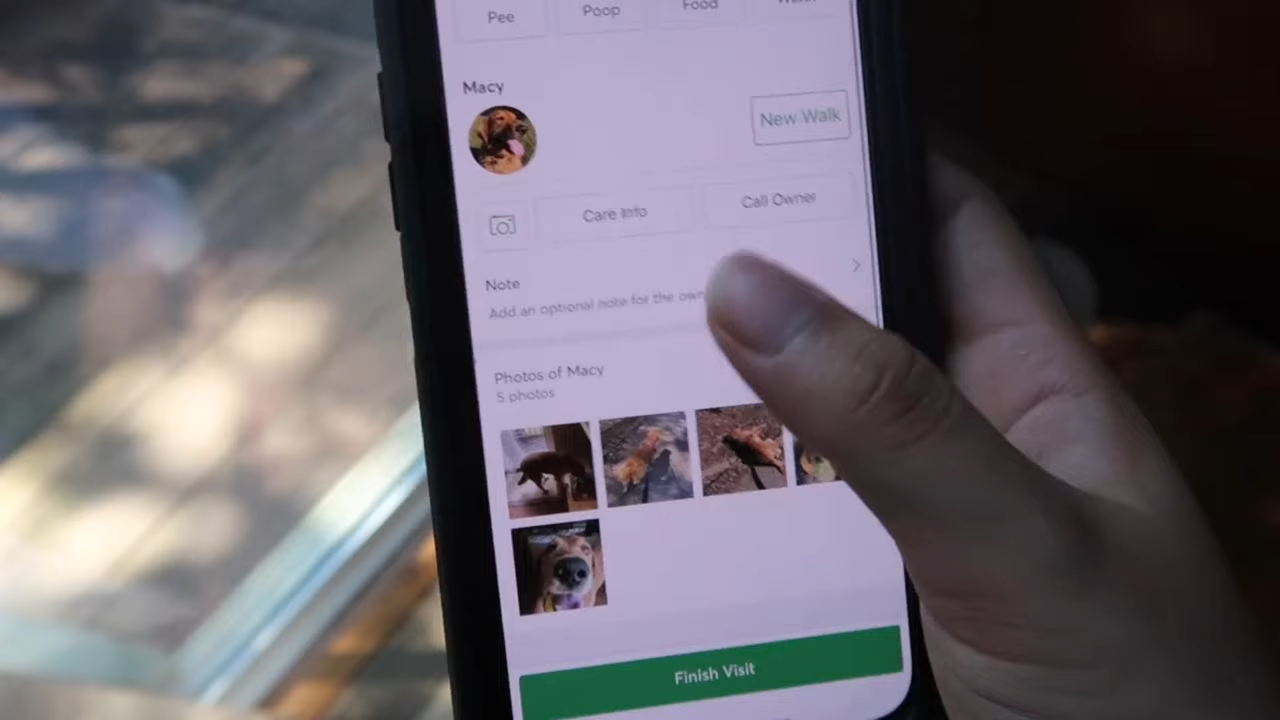 Pee
Poop
Food
Macy
New Walk
Care Info
Call Owner
Note
Add an optional note for the
Photos of Macy
5 photos
Finish Visit